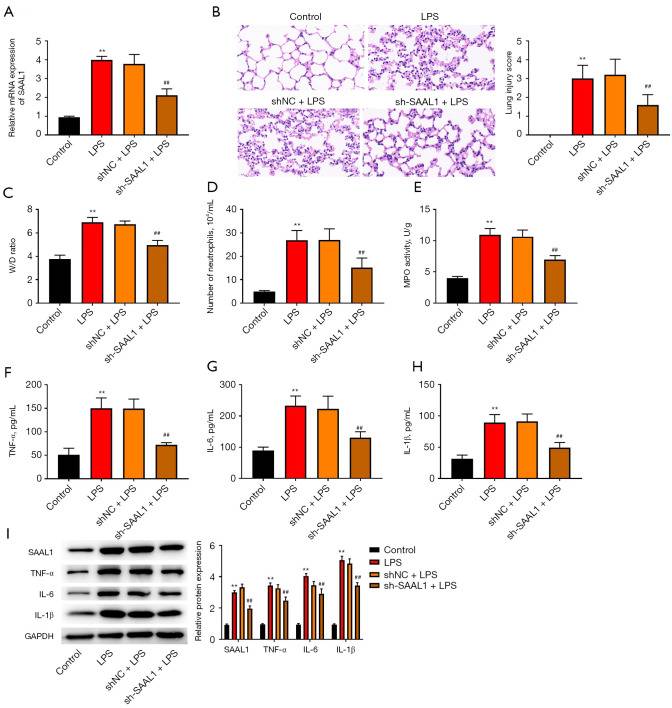 A
Relative mRNA expression
of SAAL1
5
4
3
2
1
0
**
##
Control
LPS
shNC + LPS
sh-SAAL1 + LPS
B
Control
LPS
shNC + LPS
sh-SAAL1 + LPS
Lung injury score
5
4
3
2
1
0
**
##
Control
LPS
shNC + LPS
sh-SAAL1 + LPS
C
W/D ratio
8
6
4
2
0
**
##
Control
LPS
shNC + LPS
sh-SAAL1 + LPS
D
Number of neutrophils, 10⁴/mL
40
30
20
10
0
**
##
Control
LPS
shNC + LPS
sh-SAAL1 + LPS
E
MPO activity, U/g
15
10
5
0
**
##
Control
LPS
shNC + LPS
sh-SAAL1 + LPS
F
TNF-α, pg/mL
200
150
100
50
0
**
##
Control
LPS
shNC + LPS
sh-SAAL1 + LPS
G
IL-6, pg/mL
300
200
100
0
**
##
Control
LPS
shNC + LPS
sh-SAAL1 + LPS
H
IL-1β, pg/mL
150
100
50
0
**
##
Control
LPS
shNC + LPS
sh-SAAL1 + LPS
I
SAAL1
TNF-α
IL-6
IL-1β
GAPDH
Control
LPS
shNC + LPS
sh-SAAL1 + LPS
Relative protein expression
6
4
2
0
** ## ** ## ** ## ** ##
SAAL1 TNF-α IL-6 IL-1β
Control
LPS
shNC + LPS
sh-SAAL1 + LPS